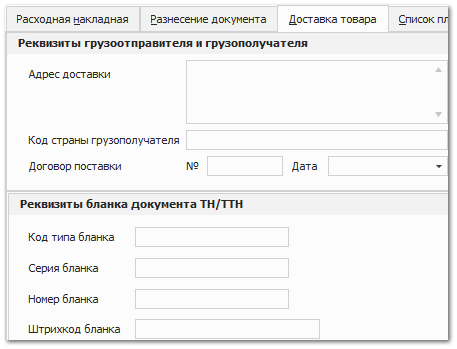 Расходная накладная Разнесение документа Доставка товара Список пл
Реквизиты грузоотправителя и грузополучателя
Адрес доставки
Код страны грузополучателя
Договор поставки № Дата
Реквизиты бланка документа ТН/ТТН
Код типа бланка
Серия бланка
Номер бланка
Штрихкод бланка